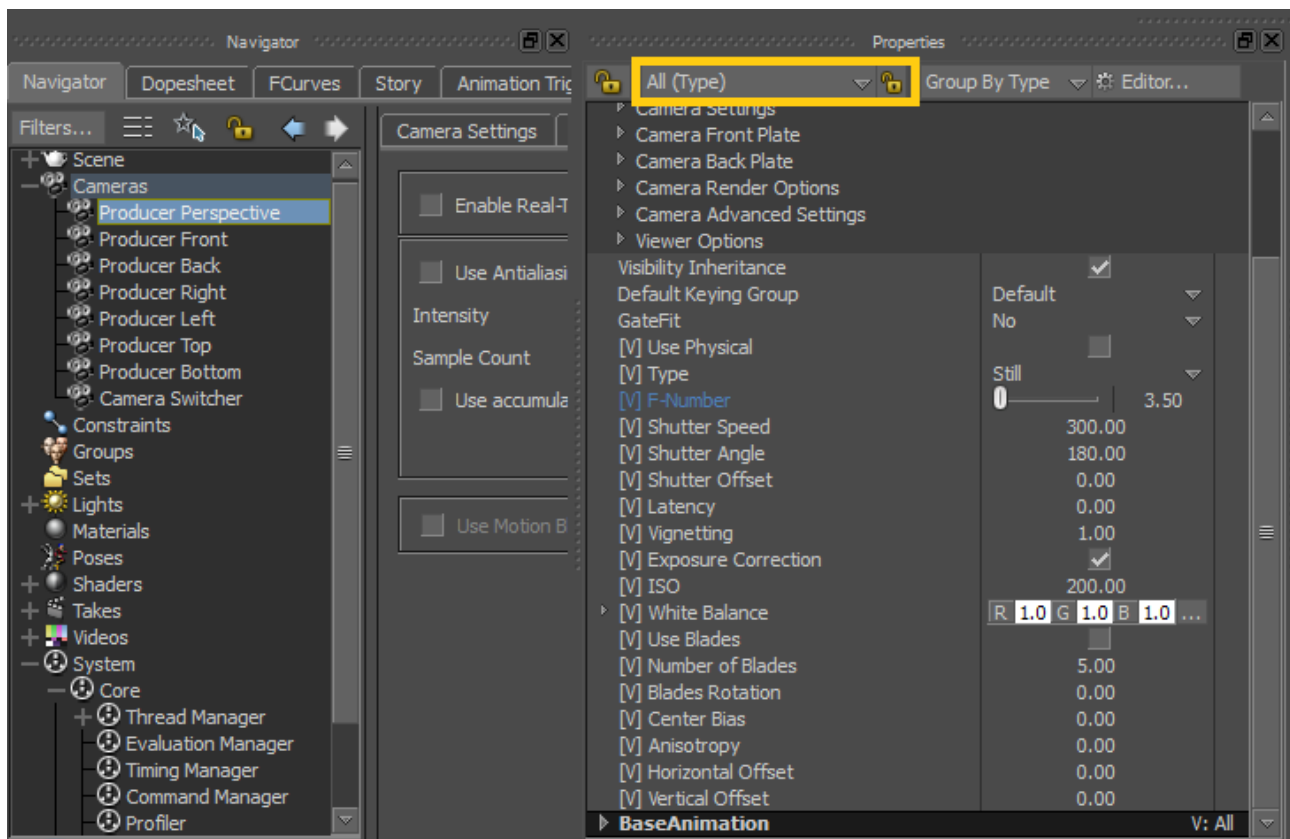 Navigator
Properties
Navigator Dopesheet FCurves Story Animation Trig
All (Type) Group By Type Editor...
Filters...
Camera Settings
Scene
Cameras
Producer Perspective
Producer Front
Producer Back
Producer Right
Producer Left
Producer Top
Producer Bottom
Camera Switcher
Constraints
Groups
Sets
Lights
Materials
Poses
Shaders
Takes
Videos
System
Core
Thread Manager
Evaluation Manager
Timing Manager
Command Manager
Profiler
Enable Real-T
Use Antialiasi
Intensity
Sample Count
Use accumula
Use Motion B
Camera Settings
Camera Front Plate
Camera Back Plate
Camera Render Options
Camera Advanced Settings
Viewer Options
Visibility Inheritance
Default Keying Group Default
GateFit No
[V] Use Physical
[V] Type Still
[V] F-Number 3.50
[V] Shutter Speed 300.00
[V] Shutter Angle 180.00
[V] Shutter Offset 0.00
[V] Latency 0.00
[V] Vignetting 1.00
[V] Exposure Correction
[V] ISO 200.00
[V] White Balance R 1.0 G 1.0 B 1.0 ...
[V] Use Blades
[V] Number of Blades 5.00
[V] Blades Rotation 0.00
[V] Center Bias 0.00
[V] Anisotropy 0.00
[V] Horizontal Offset 0.00
[V] Vertical Offset 0.00
BaseAnimation V: All